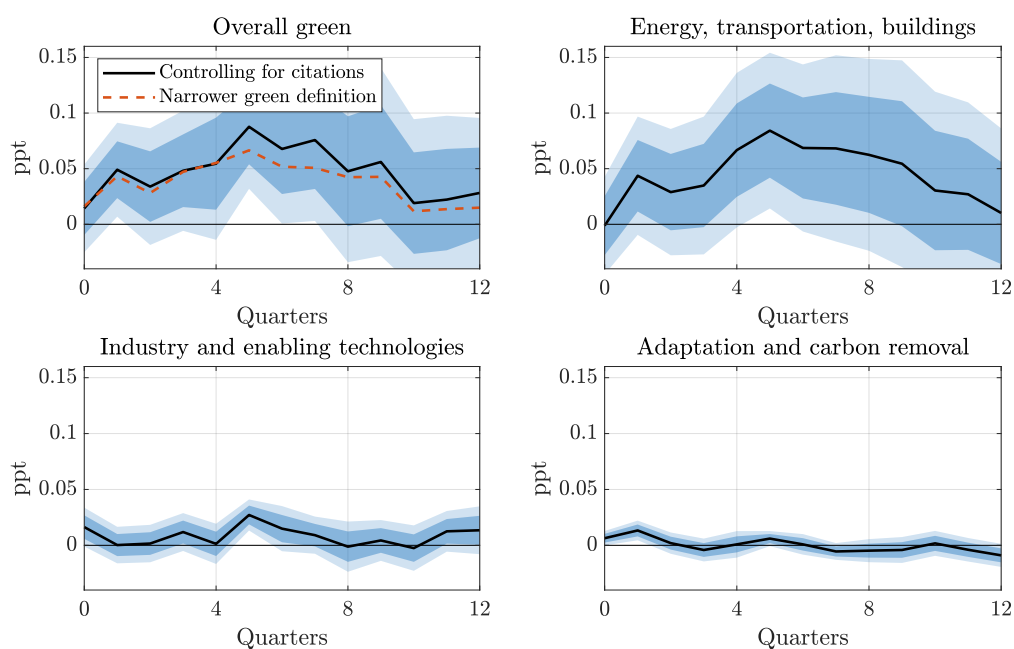 Overall green
0.15
0.1
0.05
0
ppt
Controlling for citations
Narrower green definition
0 4 8 12
Quarters
Energy, transportation, buildings
0.15
0.1
0.05
0
ppt
0 4 8 12
Quarters
Industry and enabling technologies
0.15
0.1
0.05
0
ppt
0 4 8 12
Quarters
Adaptation and carbon removal
0.15
0.1
0.05
0
ppt
0 4 8 12
Quarters